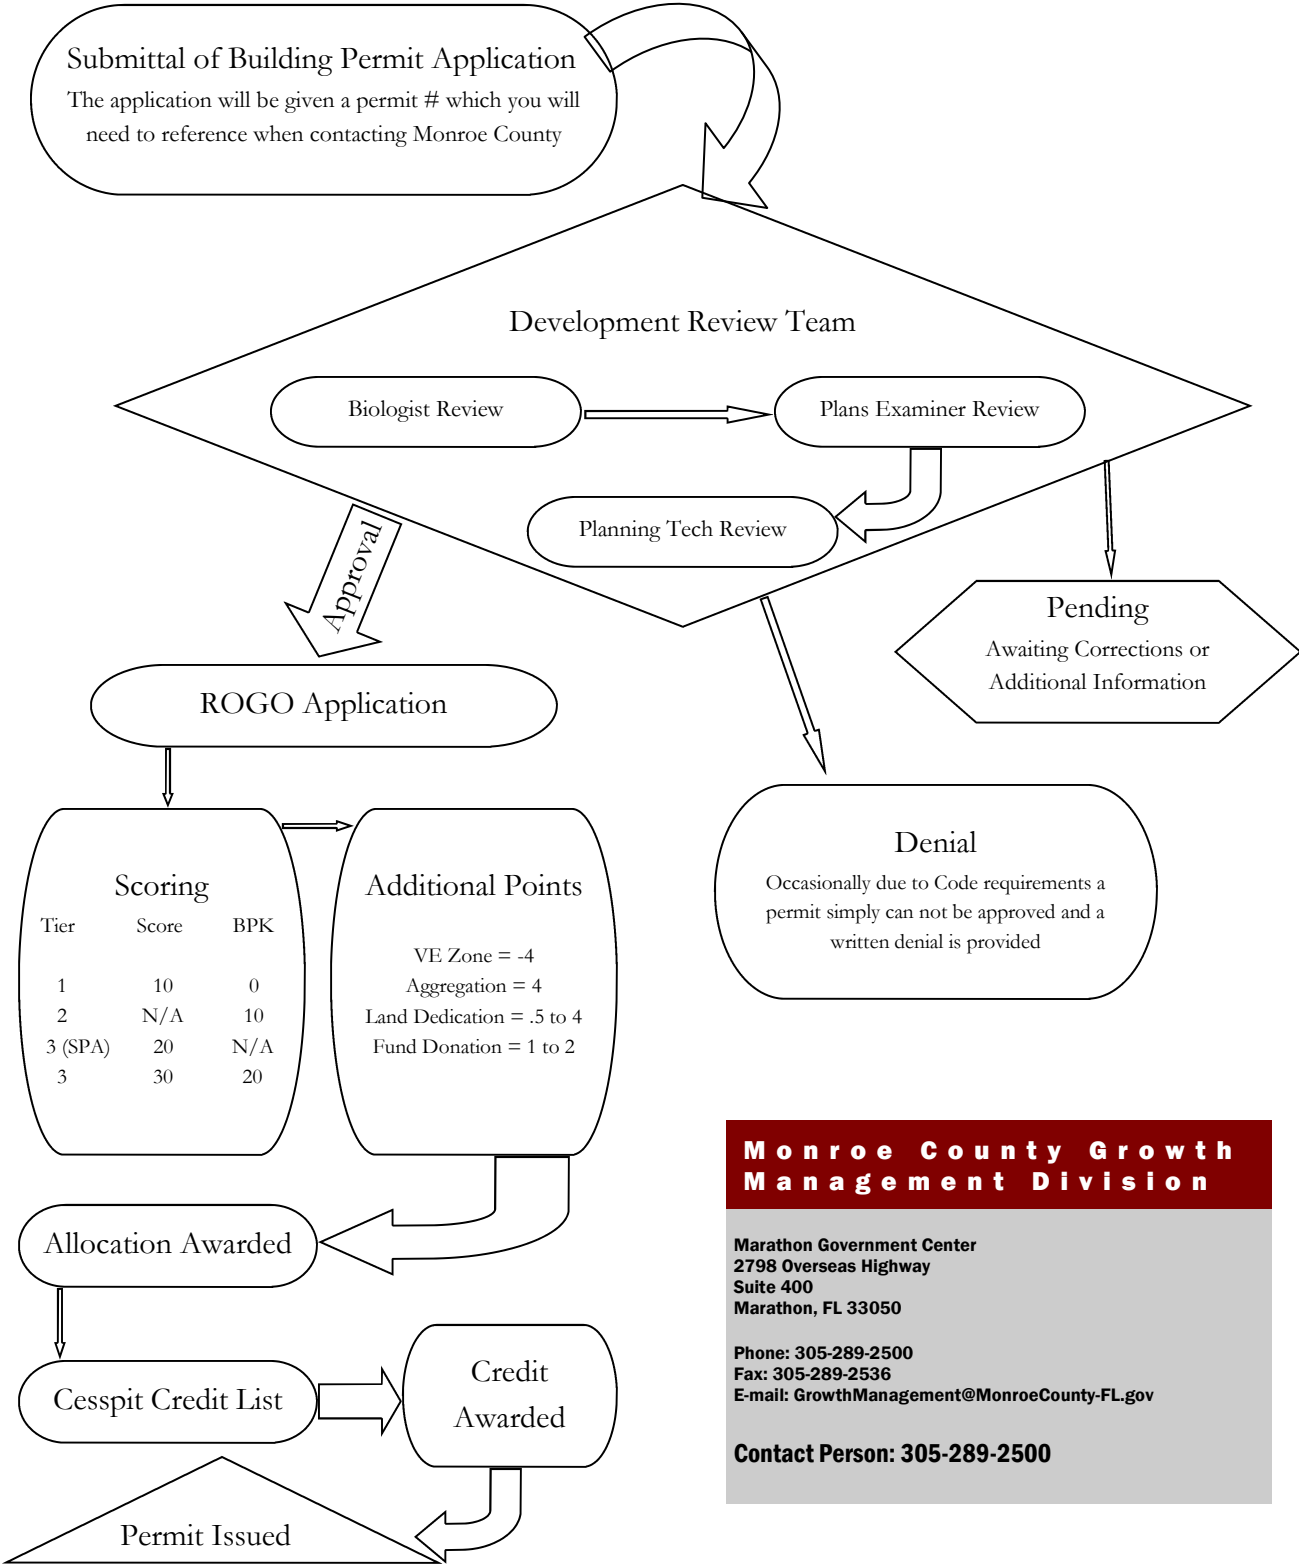 Submittal of Building Permit Application
The application will be given a permit # which you will
need to reference when contacting Monroe County
Development Review Team
Biologist Review
Plans Examiner Review
Planning Tech Review
Approval
Pending
Awaiting Corrections or
Additional Information
ROGO Application
Denial
Occasionally due to Code requirements a
permit simply can not be approved and a
written denial is provided
Scoring
Tier Score BPK
1 10 0
2 N/A 10
3 (SPA) 20 N/A
3 30 20
Additional Points
VE Zone = -4
Aggregation = 4
Land Dedication = .5 to 4
Fund Donation = 1 to 2
Allocation Awarded
Cesspit Credit List
Credit
Awarded
Permit Issued
Monroe County Growth
Management Division
Marathon Government Center
2798 Overseas Highway
Suite 400
Marathon, FL 33050
Phone: 305-289-2500
Fax: 305-289-2536
E-mail: GrowthManagement@MonroeCounty-FL.gov
Contact Person: 305-289-2500